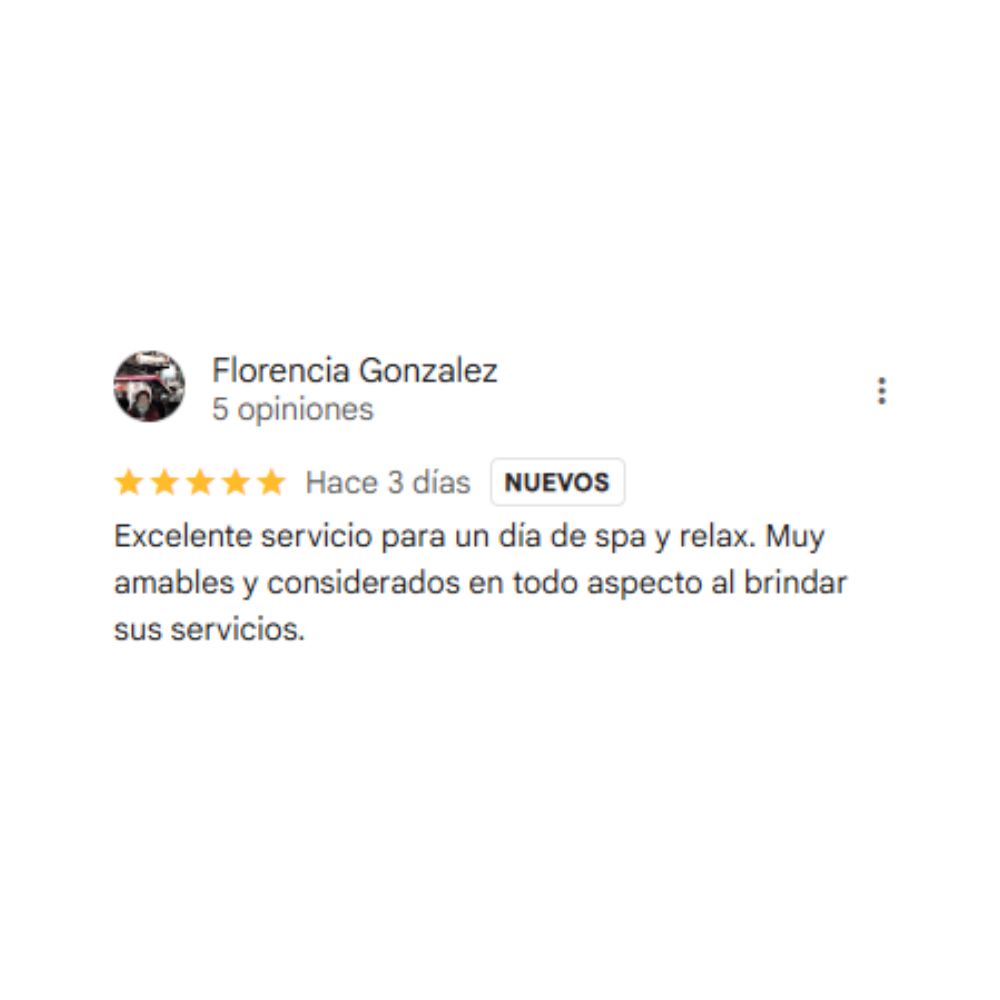 Florencia Gonzalez
5 opiniones
Hace 3 días NUEVOS
Excelente servicio para un día de spa y relax. Muy
amables y considerados en todo aspecto al brindar
sus servicios.